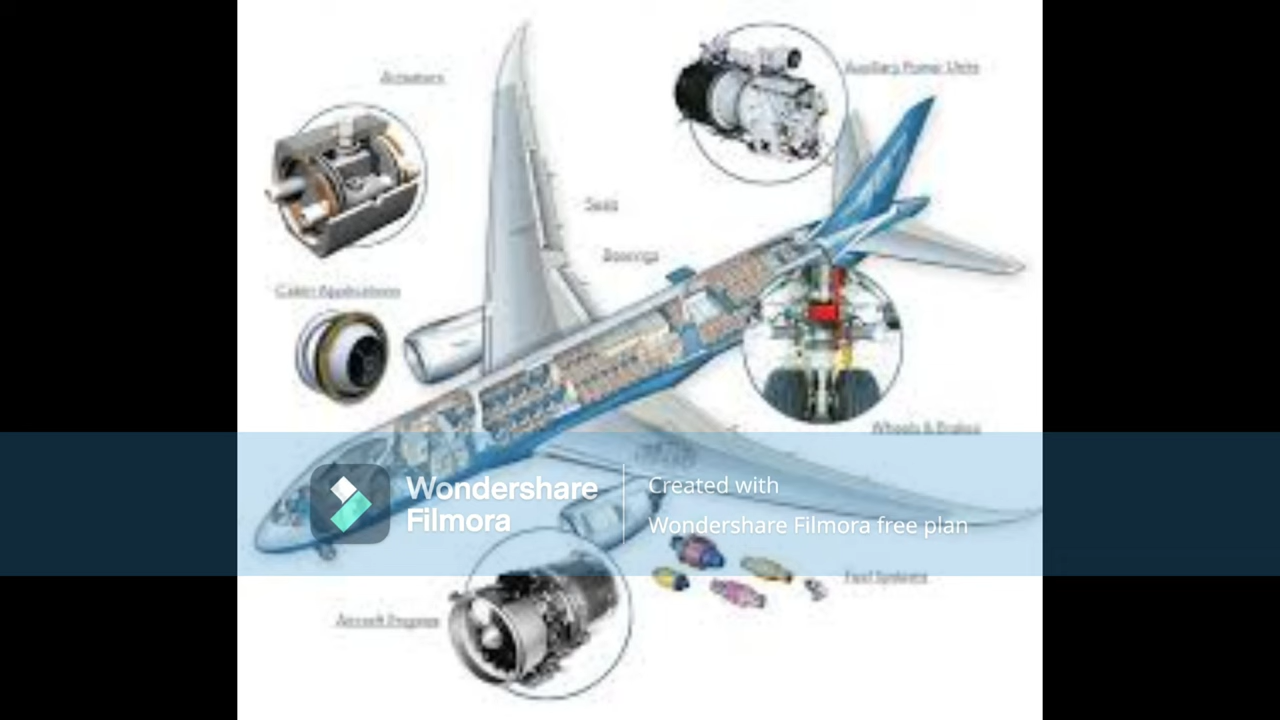 Actuators
Auxiliary Power Units
Seals
Bearings
Cabin Applications
Wheels & Brakes
Wondershare
Filmora
Created with
Wondershare Filmora free plan
Fuel Systems
Aircraft Engines